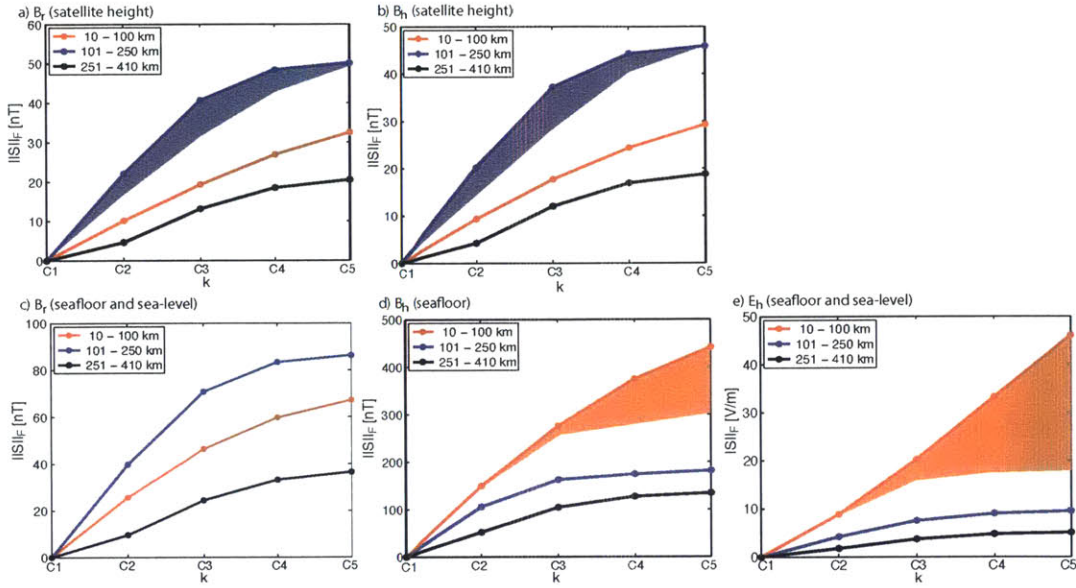 a) Br (satellite height)
60
50
40
30
20
10
0
||S||F [nT]
10 – 100 km
101 – 250 km
251 – 410 km
C1 C2 C3 C4 C5
k
b) Bh (satellite height)
50
40
30
20
10
0
||S||F [nT]
10 – 100 km
101 – 250 km
251 – 410 km
C1 C2 C3 C4 C5
k
c) Br (seafloor and sea-level)
100
80
60
40
20
0
||S||F [nT]
10 – 100 km
101 – 250 km
251 – 410 km
C1 C2 C3 C4 C5
k
d) Bh (seafloor)
500
400
300
200
100
0
||S||F [nT]
10 – 100 km
101 – 250 km
251 – 410 km
C1 C2 C3 C4 C5
k
e) Eh (seafloor and sea-level)
50
40
30
20
10
0
||S||F [V/m]
10 – 100 km
101 – 250 km
251 – 410 km
C1 C2 C3 C4 C5
k